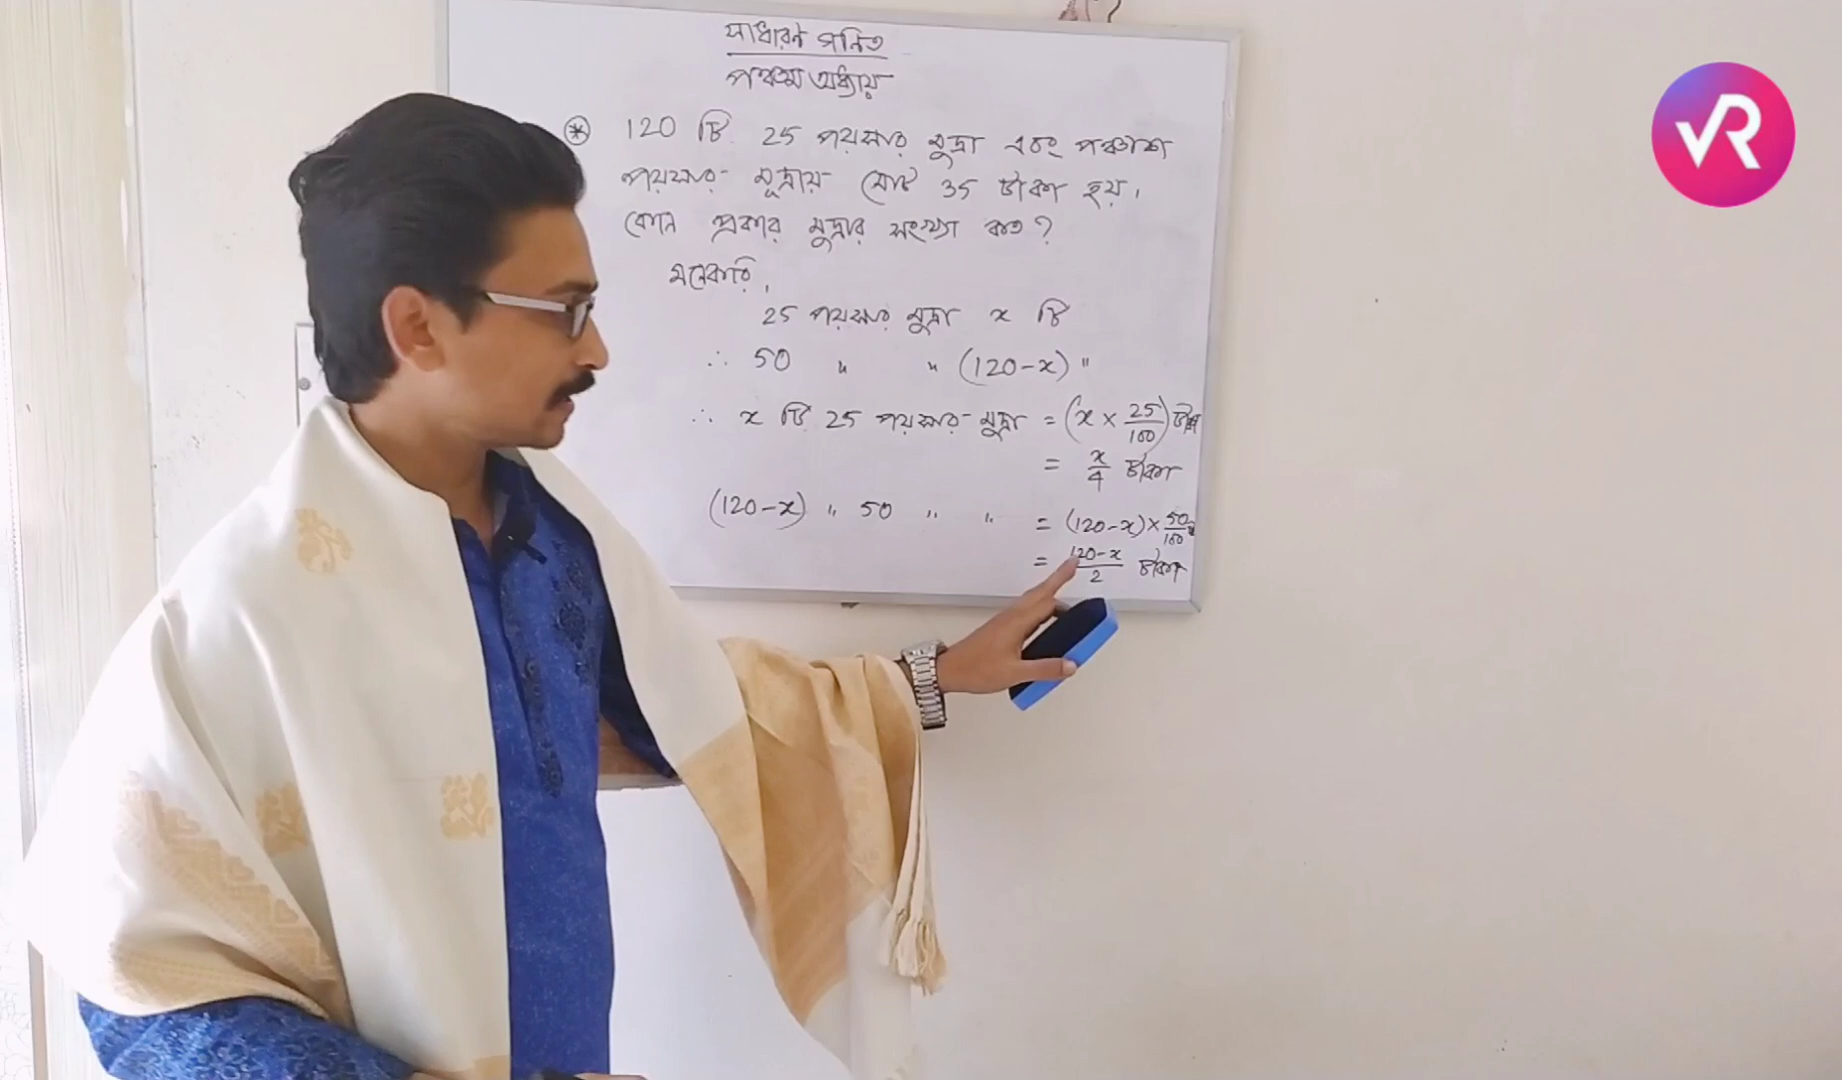 সাধারণ গনিত
পঞ্চম অধ্যায়
* 120 টি 25 পয়সার মুদ্রা এবং পঞ্চাশ
পয়সার মুদ্রায় মোট 35 টাকা হয়।
কোন প্রকার মুদ্রার সংখ্যা কত ?
মনেকরি,
25 পয়সার মুদ্রা x টি
∴ 50 " " (120-x) "
∴ x টি 25 পয়সার মুদ্রা = (x × 25/100) টাকা
= x/4 টাকা
(120-x) " 50 " " = (120-x) × 50/100
= 120-x/2 টাকা
VR